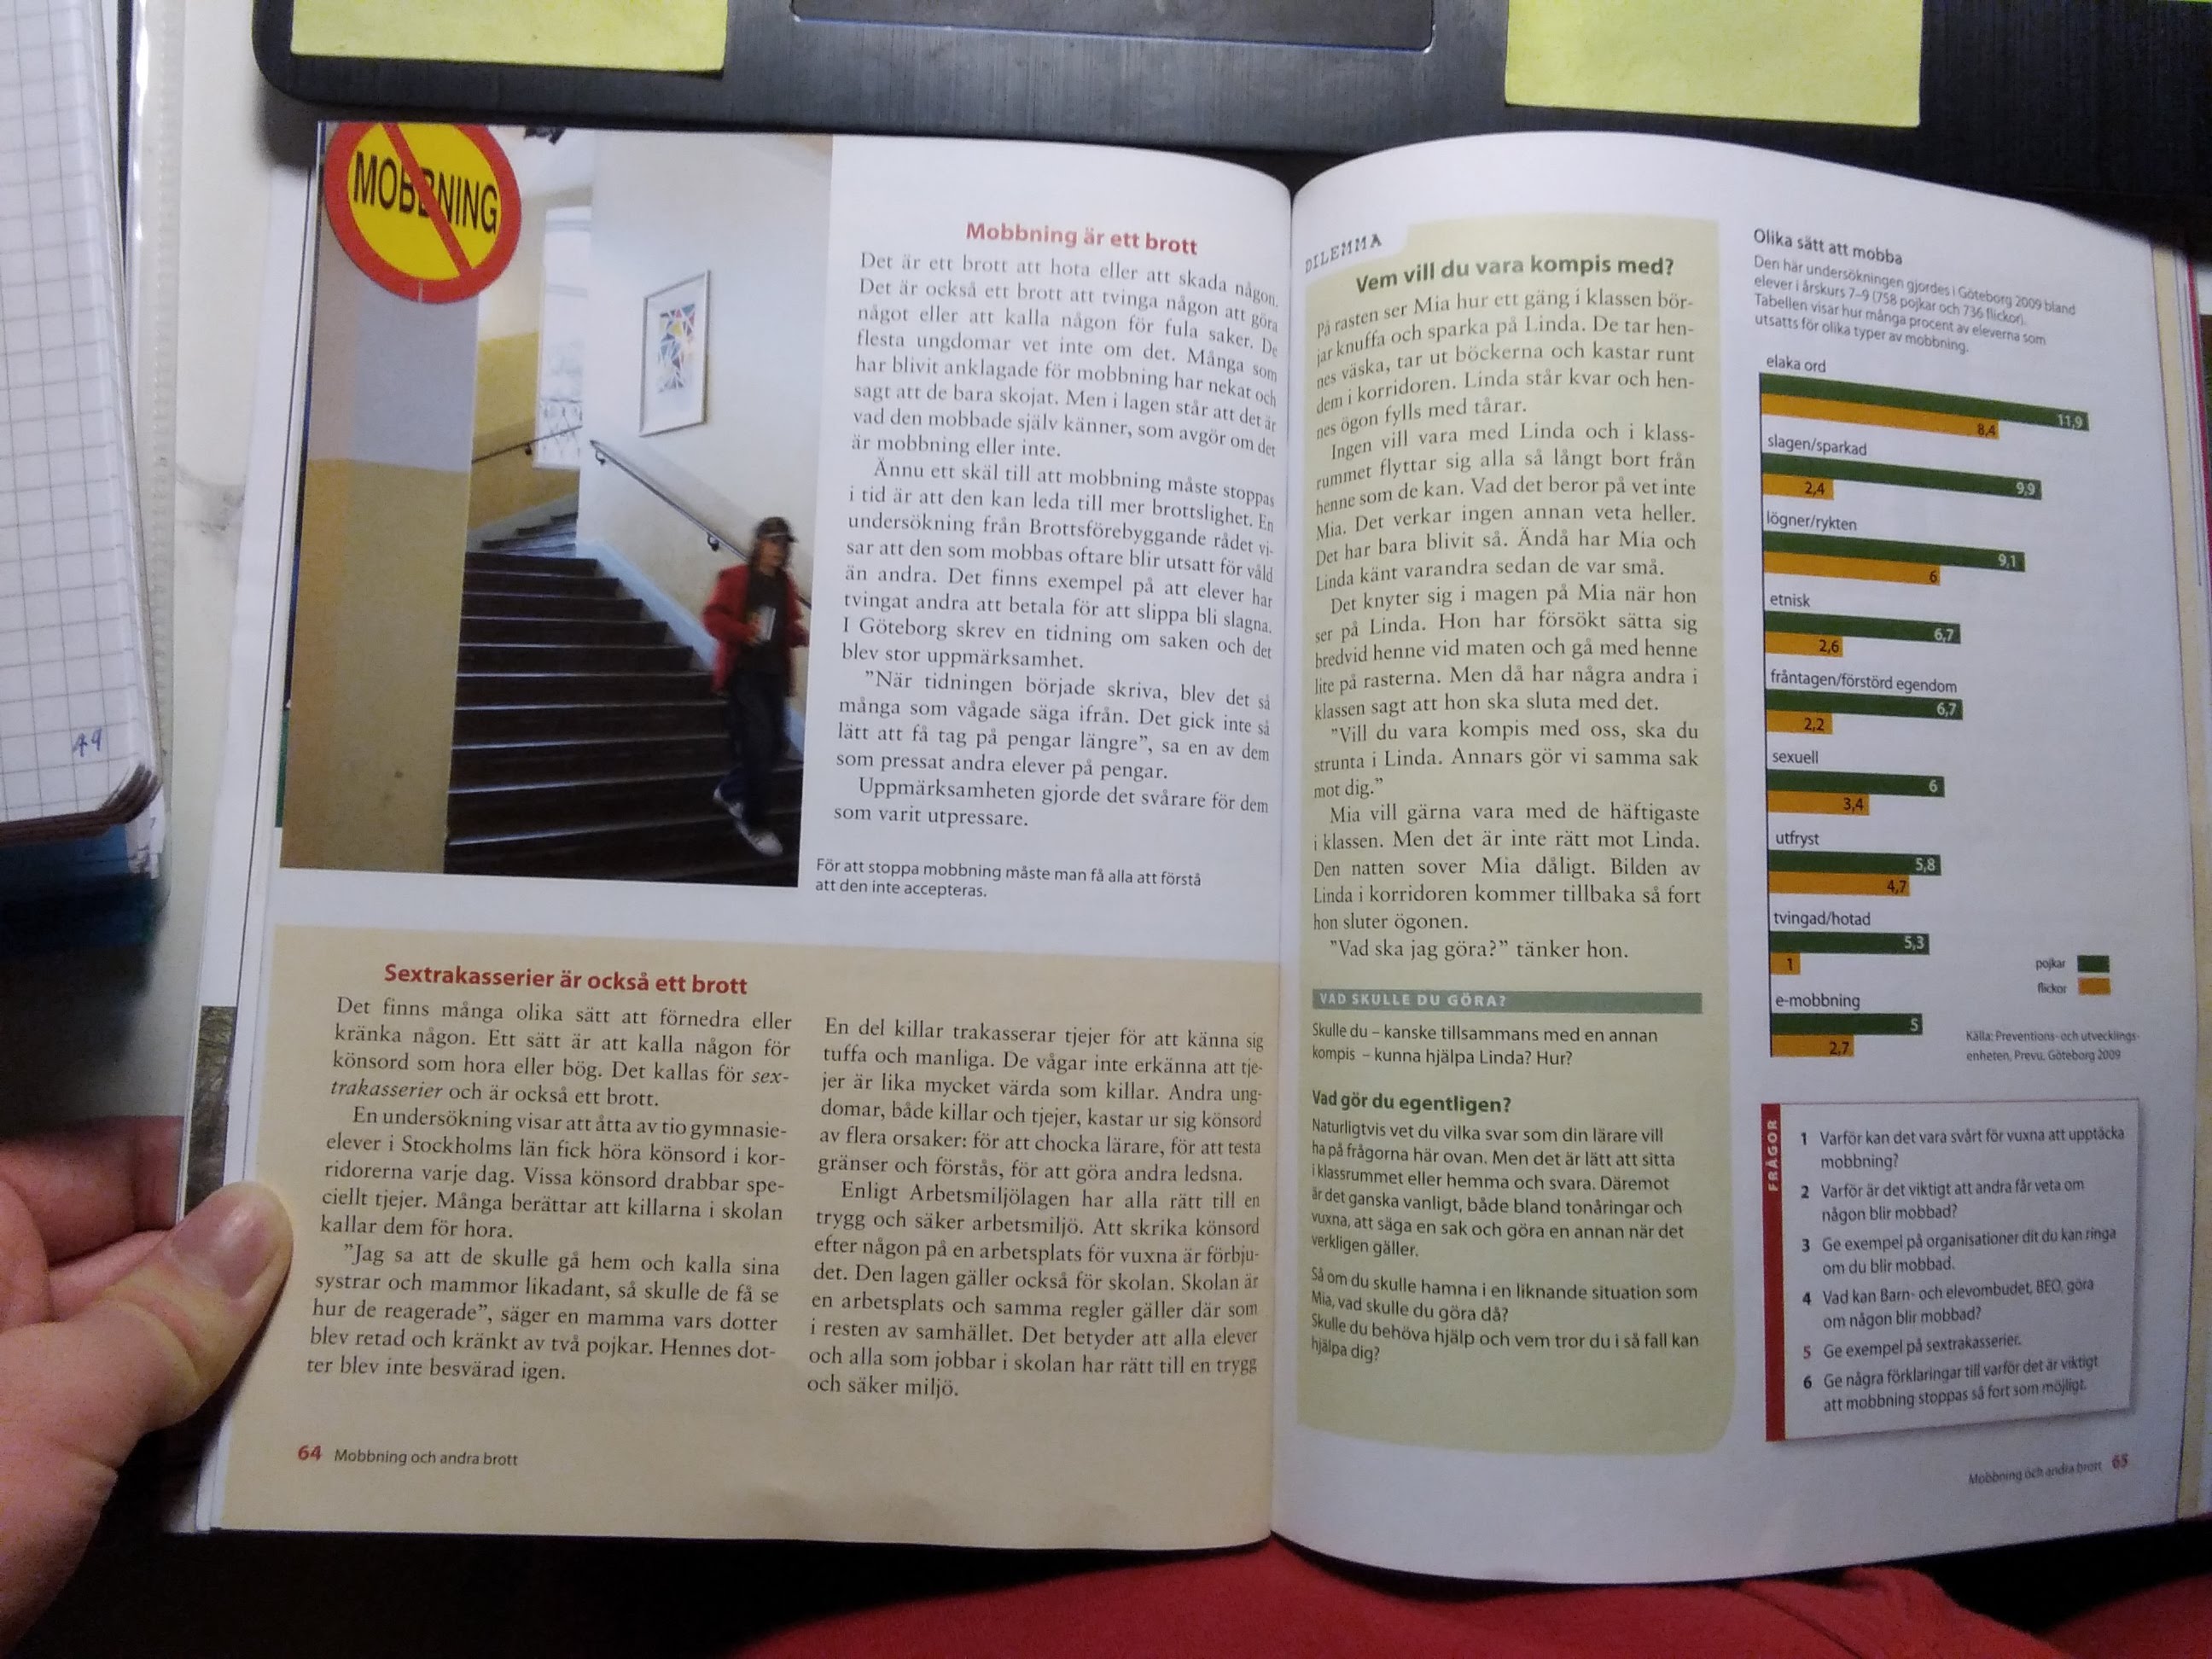 49
MOBBNING
Mobbning är ett brott
Det är ett brott att hota eller att skada någon.
Det är också ett brott att tvinga någon att göra
något eller att kalla någon för fula saker. De
flesta ungdomar vet inte om det. Många som
har blivit anklagade för mobbning har nekat och
sagt att de bara skojat. Men i lagen står att det är
vad den mobbade själv känner, som avgör om det
är mobbning eller inte.
Ännu ett skäl till att mobbning måste stoppas
i tid är att den kan leda till mer brottslighet. En
undersökning från Brottsförebyggande rådet vi-
sar att den som mobbas oftare blir utsatt för våld
än andra. Det finns exempel på att elever har
tvingat andra att betala för att slippa bli slagna.
I Göteborg skrev en tidning om saken och det
blev stor uppmärksamhet.
”När tidningen började skriva, blev det så
många som vågade säga ifrån. Det gick inte så
lätt att få tag på pengar längre”, sa en av dem
som pressat andra elever på pengar.
Uppmärksamheten gjorde det svårare för dem
som varit utpressare.
För att stoppa mobbning måste man få alla att förstå
att den inte accepteras.
Sextrakasserier är också ett brott
Det finns många olika sätt att förnedra eller
kränka någon. Ett sätt är att kalla någon för
könsord som hora eller bög. Det kallas för sex-
trakasserier och är också ett brott.
En undersökning visar att åtta av tio gymnasie-
elever i Stockholms län fick höra könsord i kor-
ridorerna varje dag. Vissa könsord drabbar spe-
ciellt tjejer. Många berättar att killarna i skolan
kallar dem för hora.
”Jag sa att de skulle gå hem och kalla sina
systrar och mammor likadant, så skulle de få se
hur de reagerade”, säger en mamma vars dotter
blev retad och kränkt av två pojkar. Hennes dot-
ter blev inte besvärad igen.
En del killar trakasserar tjejer för att känna sig
tuffa och manliga. De vågar inte erkänna att tje-
jer är lika mycket värda som killar. Andra ung-
domar, både killar och tjejer, kastar ur sig könsord
av flera orsaker: för att chocka lärare, för att testa
gränser och förstås, för att göra andra ledsna.
Enligt Arbetsmiljölagen har alla rätt till en
trygg och säker arbetsmiljö. Att skrika könsord
efter någon på en arbetsplats för vuxna är förbju-
det. Den lagen gäller också för skolan. Skolan är
en arbetsplats och samma regler gäller där som
i resten av samhället. Det betyder att alla elever
och alla som jobbar i skolan har rätt till en trygg
och säker miljö.
64 Mobbning och andra brott
DILEMMA
Vem vill du vara kompis med?
På rasten ser Mia hur ett gäng i klassen bör-
jar knuffa och sparka på Linda. De tar hen-
nes väska, tar ut böckerna och kastar runt
dem i korridoren. Linda står kvar och hen-
nes ögon fylls med tårar.
Ingen vill vara med Linda och i klass-
rummet flyttar sig alla så långt bort från
henne som de kan. Vad det beror på vet inte
Mia. Det verkar ingen annan veta heller.
Det har bara blivit så. Ändå har Mia och
Linda känt varandra sedan de var små.
Det knyter sig i magen på Mia när hon
ser på Linda. Hon har försökt sätta sig
bredvid henne vid maten och gå med henne
lite på rasterna. Men då har några andra i
klassen sagt att hon ska sluta med det.
”Vill du vara kompis med oss, ska du
strunta i Linda. Annars gör vi samma sak
mot dig.”
Mia vill gärna vara med de häftigaste
i klassen. Men det är inte rätt mot Linda.
Den natten sover Mia dåligt. Bilden av
Linda i korridoren kommer tillbaka så fort
hon sluter ögonen.
”Vad ska jag göra?” tänker hon.
VAD SKULLE DU GÖRA?
Skulle du – kanske tillsammans med en annan
kompis – kunna hjälpa Linda? Hur?
Vad gör du egentligen?
Naturligtvis vet du vilka svar som din lärare vill
ha på frågorna här ovan. Men det är lätt att sitta
i klassrummet eller hemma och svara. Däremot
är det ganska vanligt, både bland tonåringar och
vuxna, att säga en sak och göra en annan när det
verkligen gäller.
Så om du skulle hamna i en liknande situation som
Mia, vad skulle du göra då?
Skulle du behöva hjälp och vem tror du i så fall kan
hjälpa dig?
Olika sätt att mobba
Den här undersökningen gjordes i Göteborg 2009 bland
elever i årskurs 7–9 (758 pojkar och 736 flickor).
Tabellen visar hur många procent av eleverna som
utsatts för olika typer av mobbning.
elaka ord
11,9
8,4
slagen/sparkad
9,9
2,4
lögner/rykten
9,1
6
etnisk
6,7
2,6
fråntagen/förstörd egendom
6,7
2,2
sexuell
6
3,4
utfryst
5,8
4,7
tvingad/hotad
5,3
1
e-mobbning
5
2,7
pojkar
flickor
Källa: Preventions- och utvecklings-
enheten, Prevu, Göteborg 2009
FRÅGOR
1 Varför kan det vara svårt för vuxna att upptäcka
mobbning?
2 Varför är det viktigt att andra får veta om
någon blir mobbad?
3 Ge exempel på organisationer dit du kan ringa
om du blir mobbad.
4 Vad kan Barn- och elevombudet, BEO, göra
om någon blir mobbad?
5 Ge exempel på sextrakasserier.
6 Ge några förklaringar till varför det är viktigt
att mobbning stoppas så fort som möjligt.
Mobbning och andra brott 65